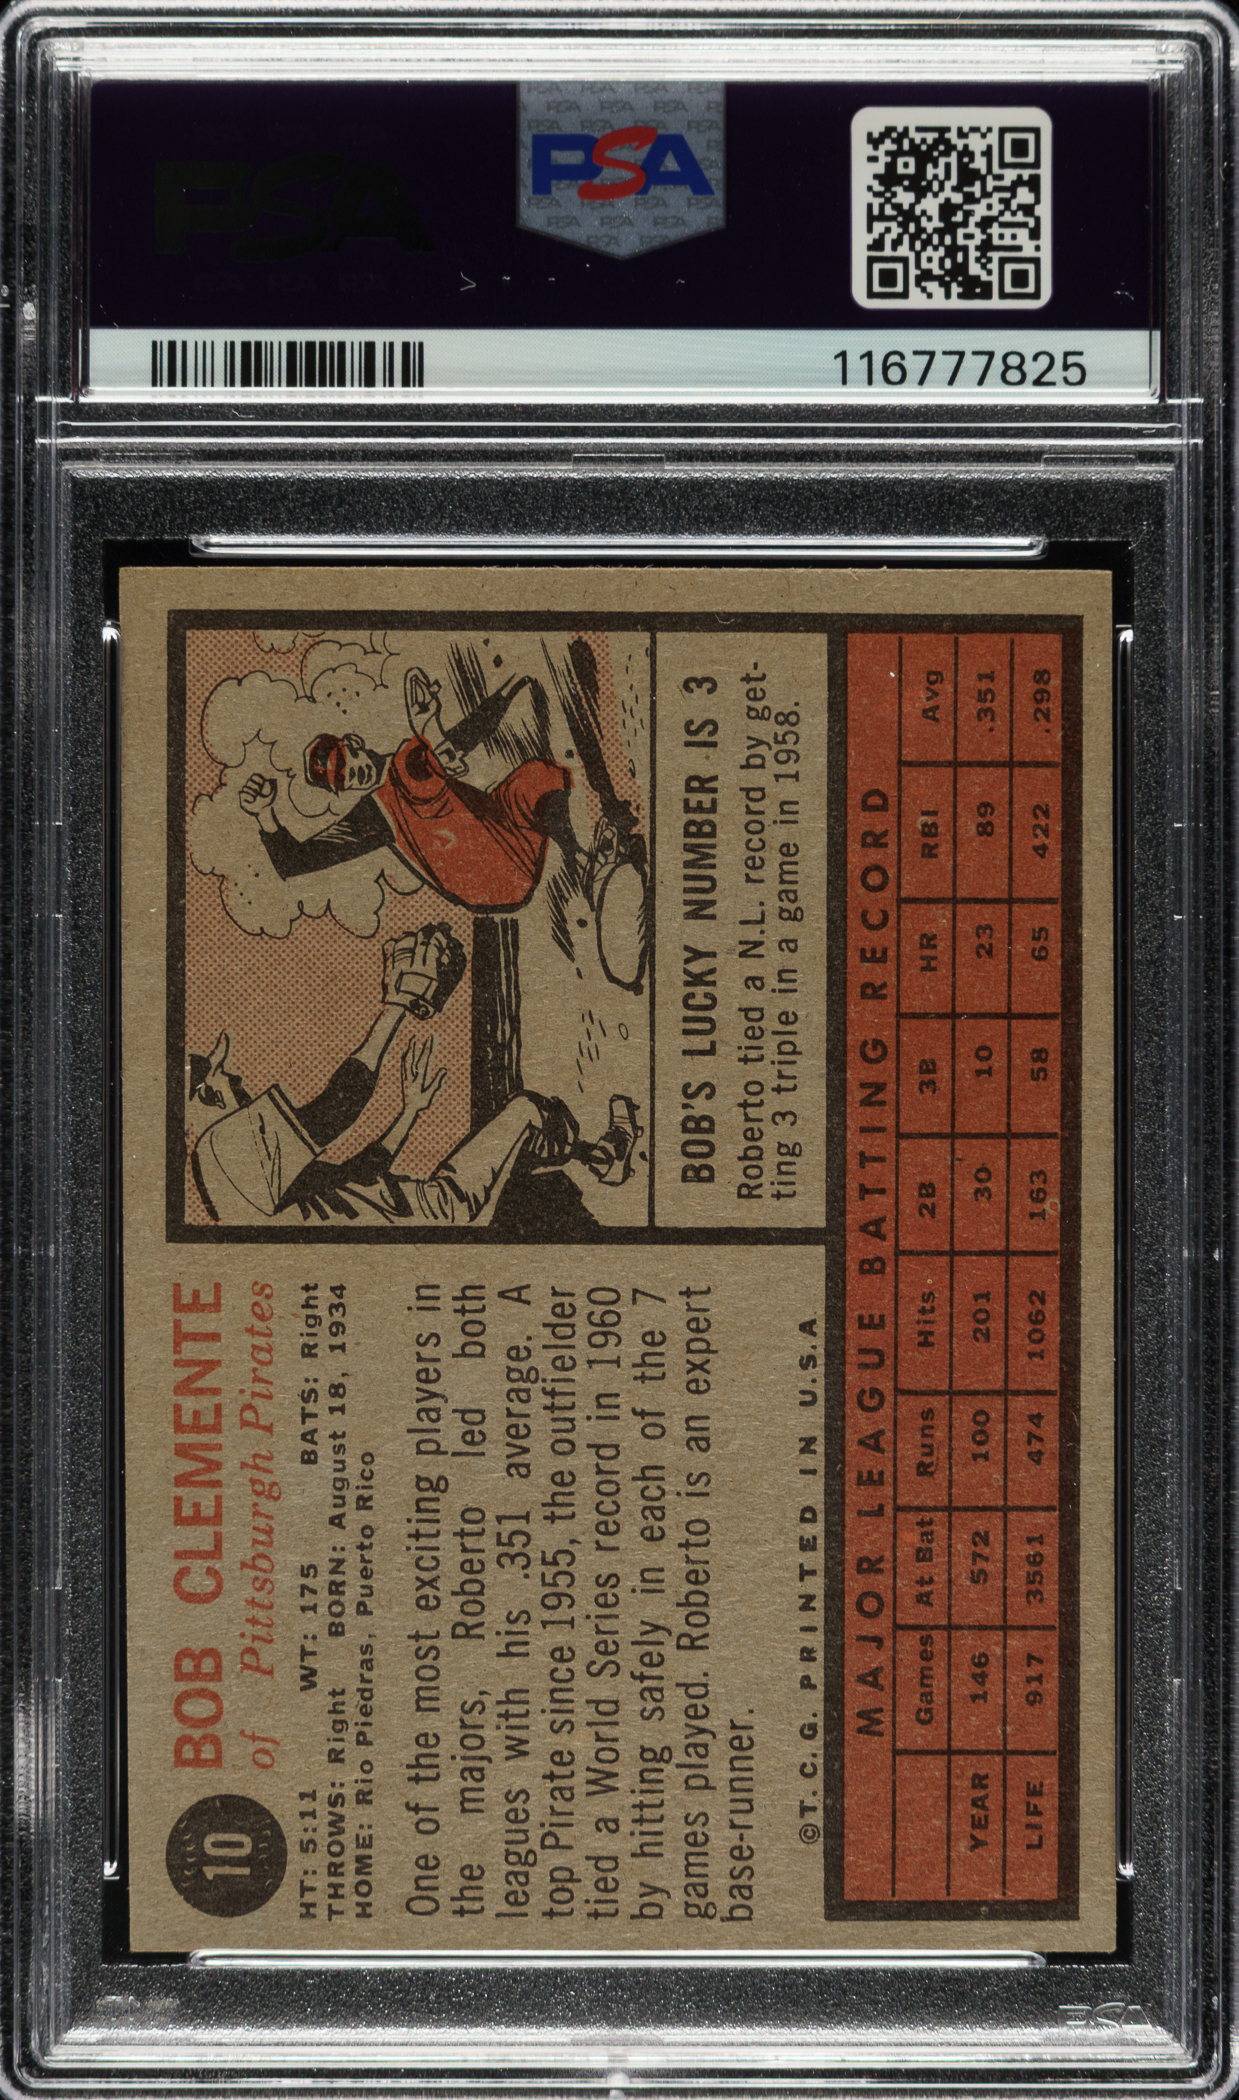 PSA
PSA
116777825
10
BOB CLEMENTE
of Pittsburgh Pirates
HT: 5:11 WT: 175 BATS: Right
THROWS: Right BORN: August 18, 1934
HOME: Rio Piedras, Puerto Rico
One of the most exciting players in
the majors, Roberto led both
leagues with his .351 average. A
top Pirate since 1955, the outfielder
tied a World Series record in 1960
by hitting safely in each of the 7
games played. Roberto is an expert
base-runner.
©T.C.G. PRINTED IN U.S.A
BOB'S LUCKY NUMBER IS 3
Roberto tied a N.L. record by get-
ting 3 triple in a game in 1958.
MAJOR LEAGUE BATTING RECORD
Games At Bat Runs Hits 2B 3B HR RBI Avg
YEAR 146 572 100 201 30 10 23 89 .351
LIFE 917 3561 474 1062 163 58 65 422 .298
PSA